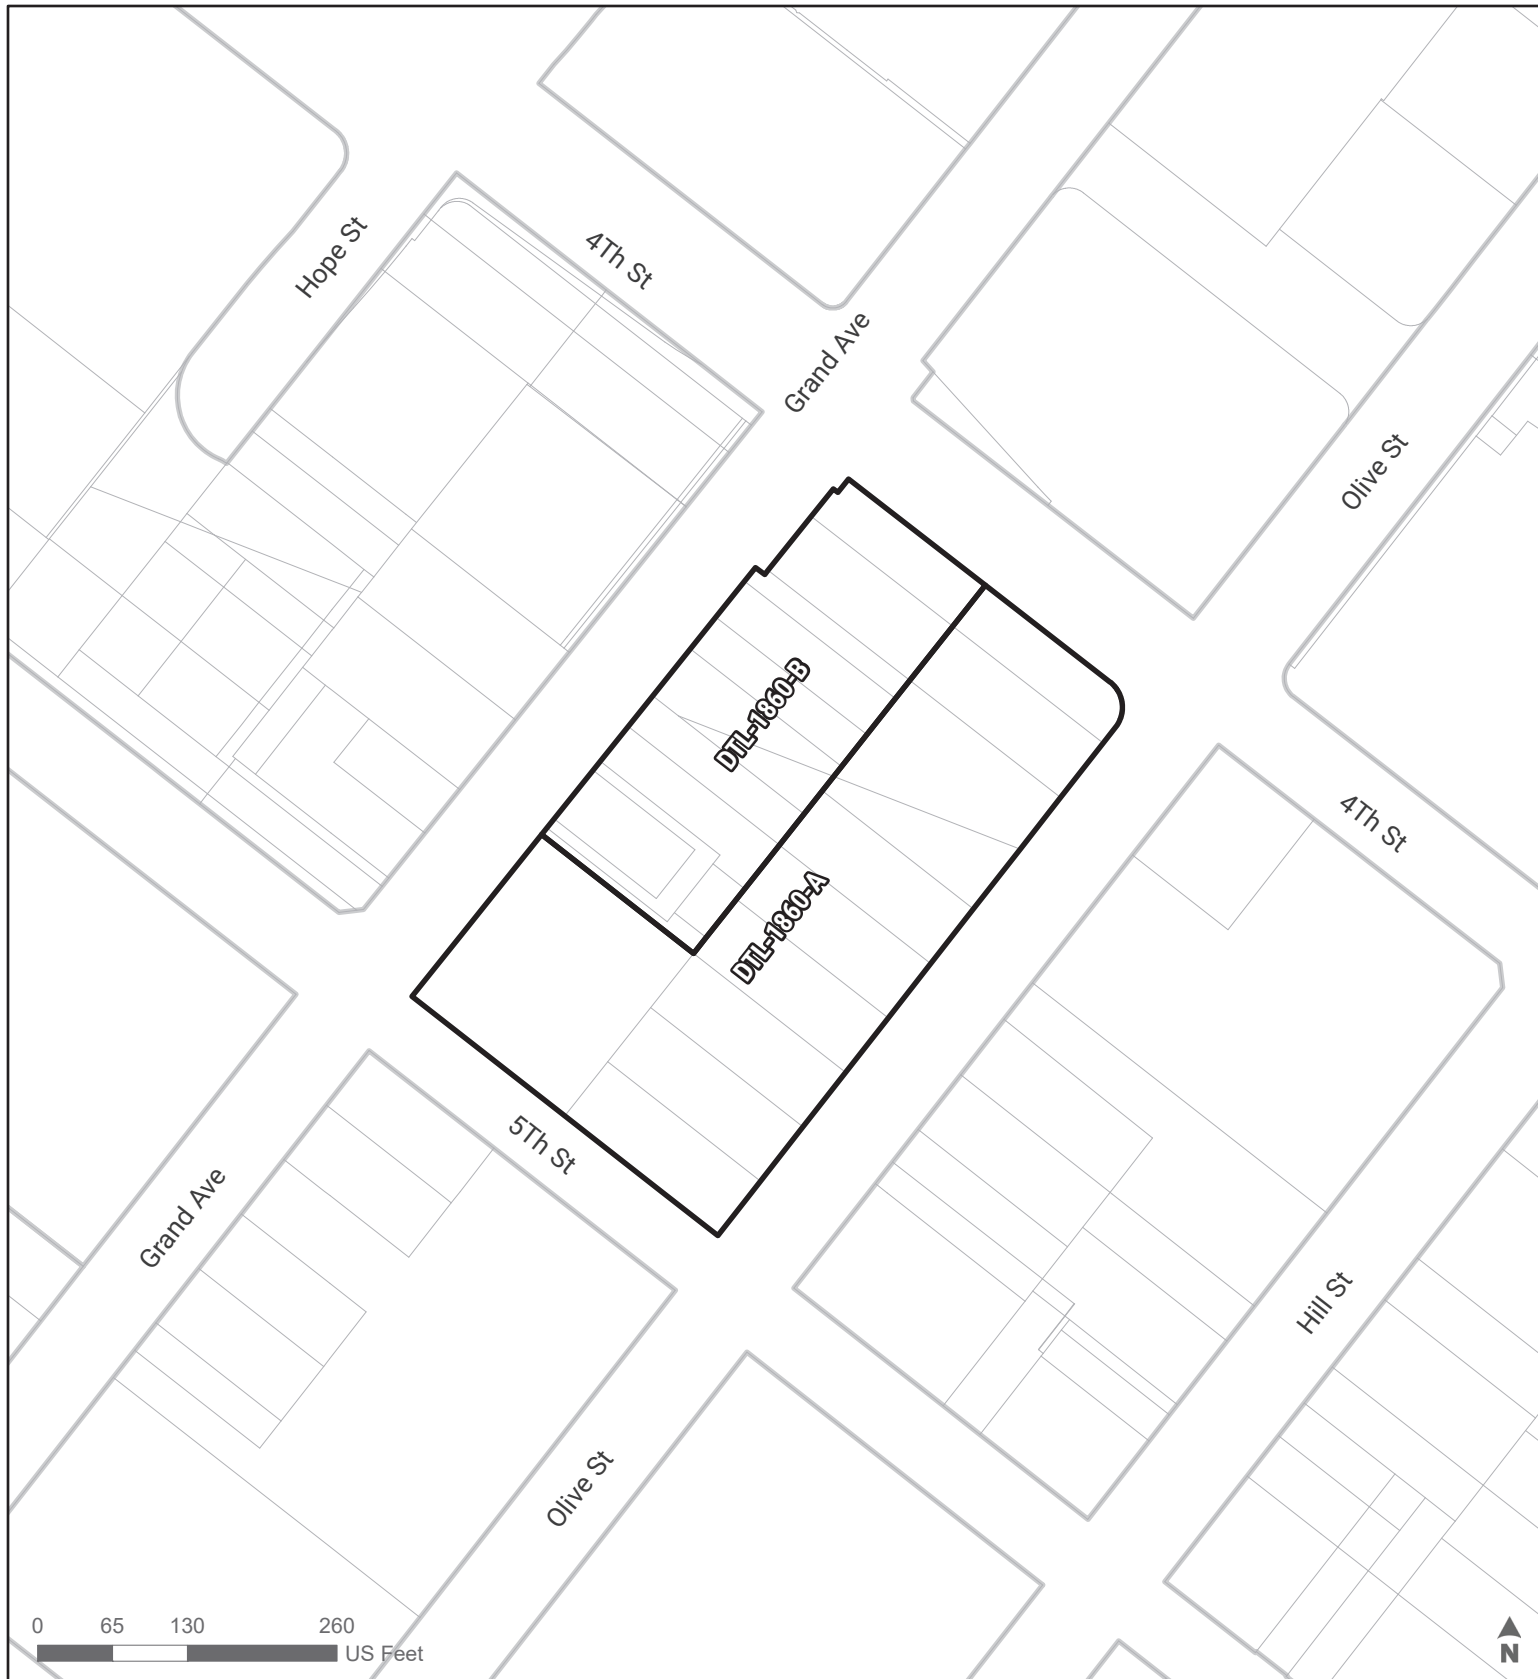 Hope St
4Th St
Grand Ave
Olive St
DTL-1860-B
4Th St
DTL-1860-A
5Th St
Grand Ave
Hill St
Olive St
0 65 130 260
US Feet
N